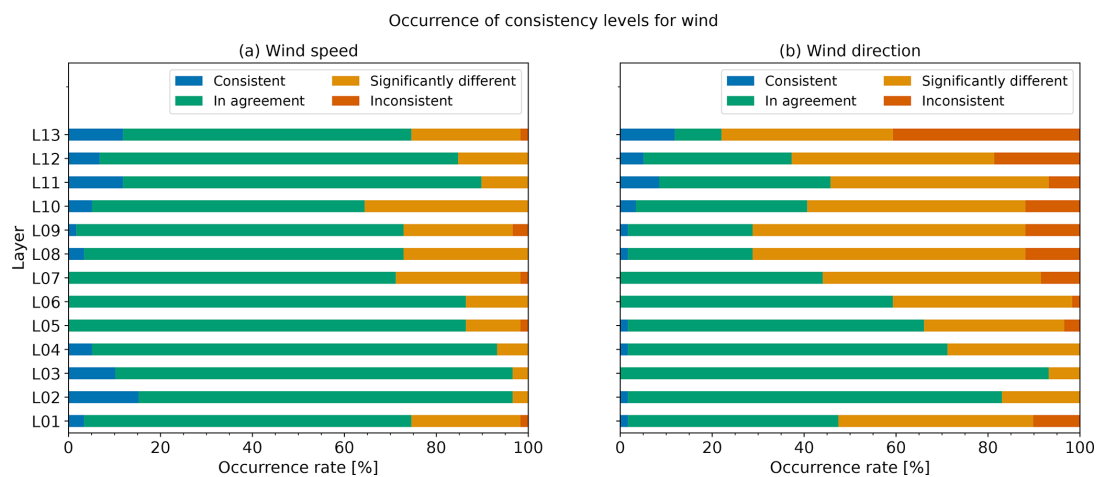 Occurrence of consistency levels for wind
(a) Wind speed
Consistent
In agreement
Significantly different
Inconsistent
Layer
L13
L12
L11
L10
L09
L08
L07
L06
L05
L04
L03
L02
L01
0 20 40 60 80 100
Occurrence rate [%]
(b) Wind direction
Consistent
In agreement
Significantly different
Inconsistent
0 20 40 60 80 100
Occurrence rate [%]